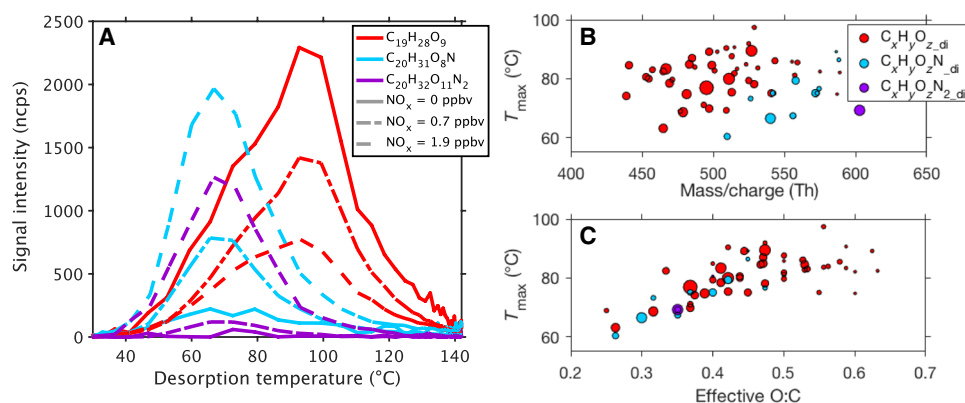 A
C19H28O9
C20H31O8N
C20H32O11N2
NOx = 0 ppbv
NOx = 0.7 ppbv
NOx = 1.9 ppbv
Signal intensity (ncps)
2500
2000
1500
1000
500
0
40 60 80 100 120 140
Desorption temperature (°C)
B
CxHyOz_di
CxHyOzN_di
CxHyOzN2_di
Tmax (°C)
100
80
60
400 450 500 550 600 650
Mass/charge (Th)
C
Tmax (°C)
100
80
60
0.2 0.3 0.4 0.5 0.6 0.7
Effective O:C